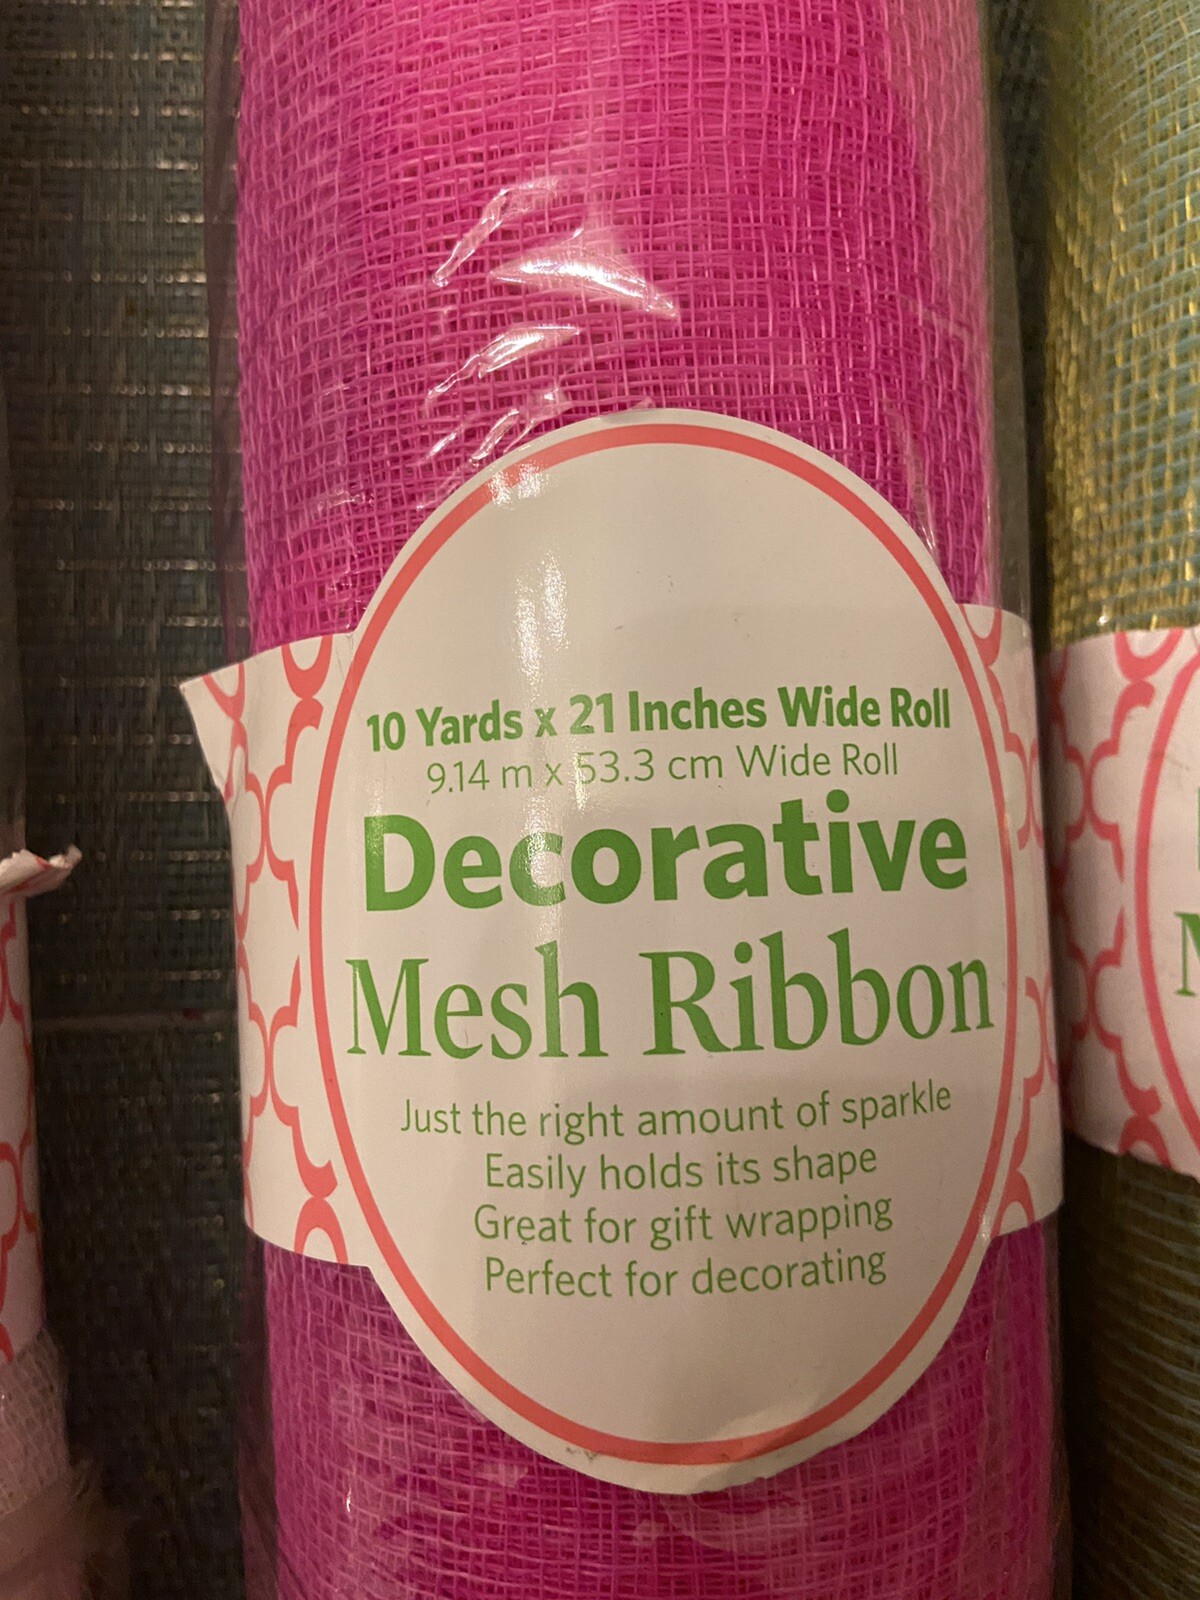 10 Yards x 21 Inches Wide Roll
9.14 m x 53.3 cm Wide Roll
Decorative
Mesh Ribbon
Just the right amount of sparkle
Easily holds its shape
Great for gift wrapping
Perfect for decorating